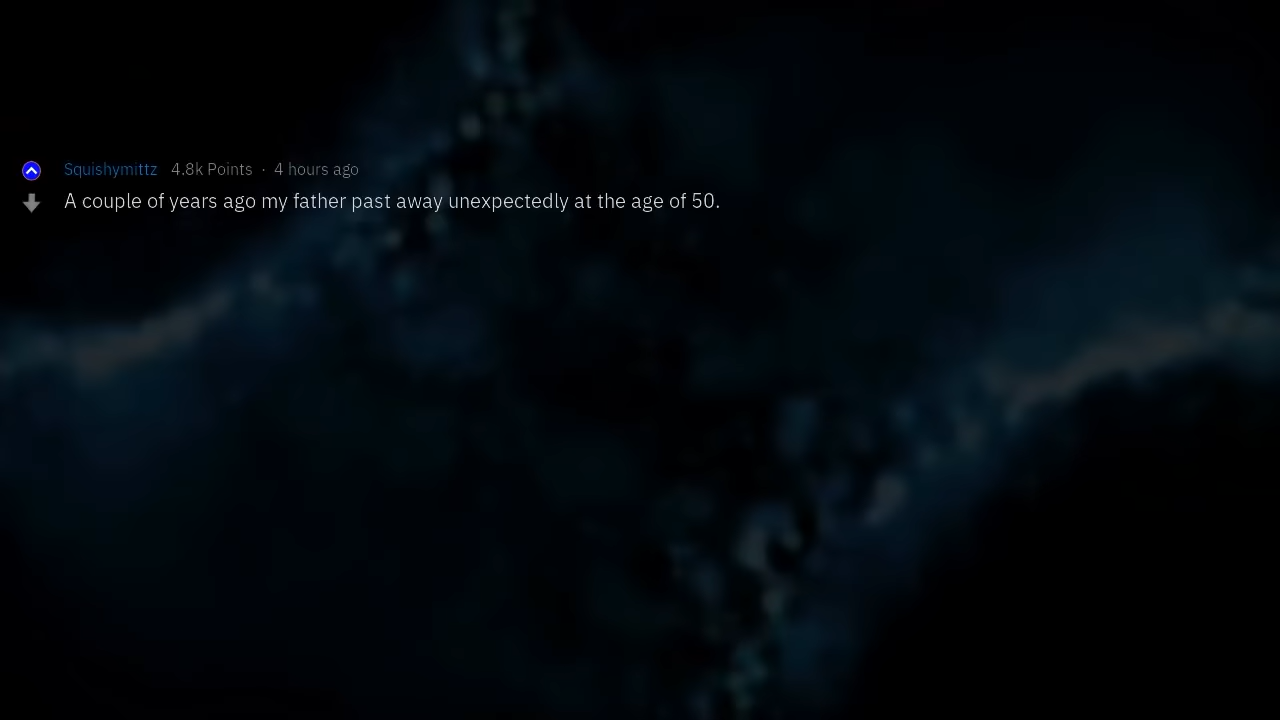 Squishymittz 4.8k Points · 4 hours ago
A couple of years ago my father past away unexpectedly at the age of 50.